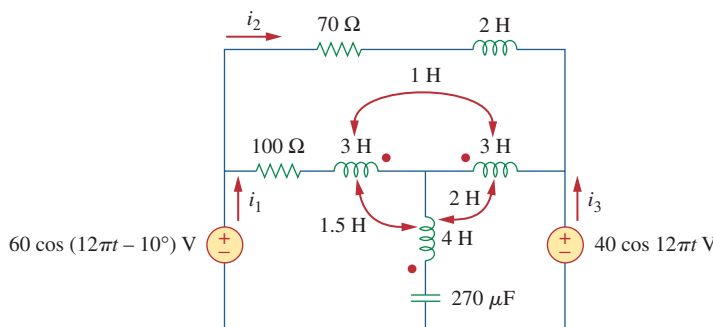 i₂
70 Ω
2 H
1 H
100 Ω
3 H
3 H
i₁
2 H
i₃
1.5 H
4 H
60 cos (12πt – 10°) V
+
–
+
–
40 cos 12πt V
270 μF